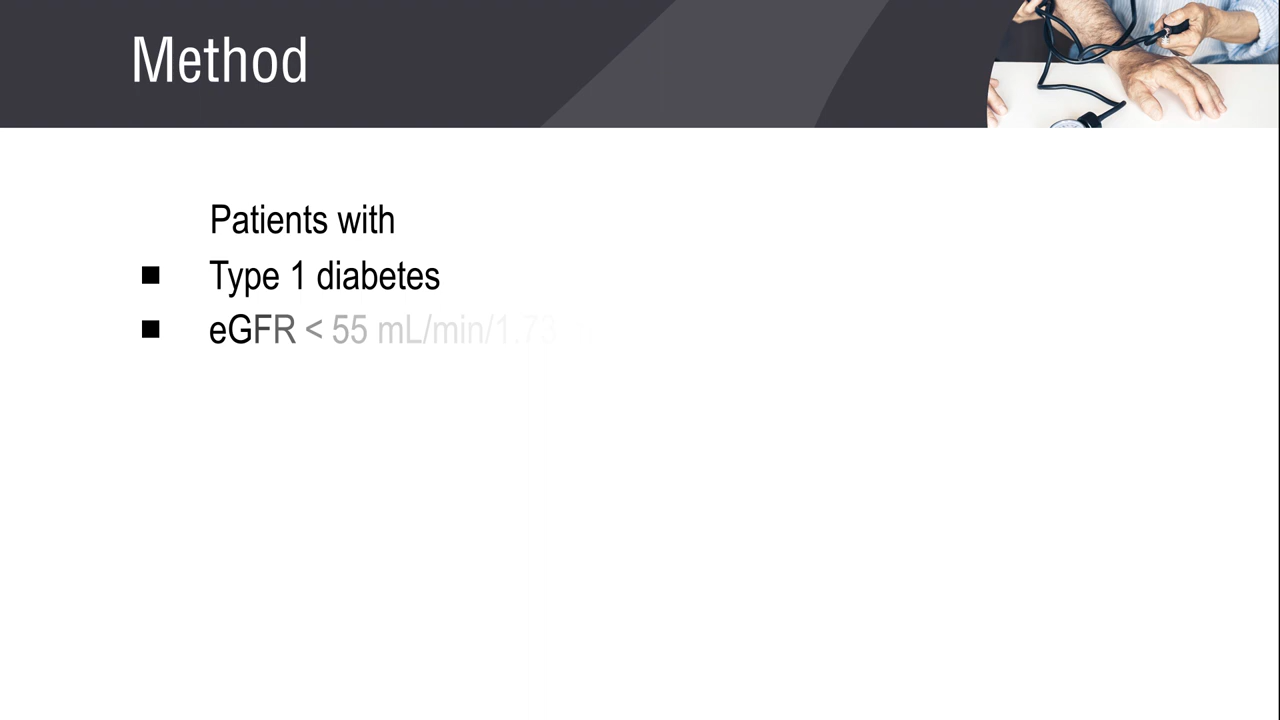 Method
Patients with
■ Type 1 diabetes
■ eGFR < 55 mL/min/1.73